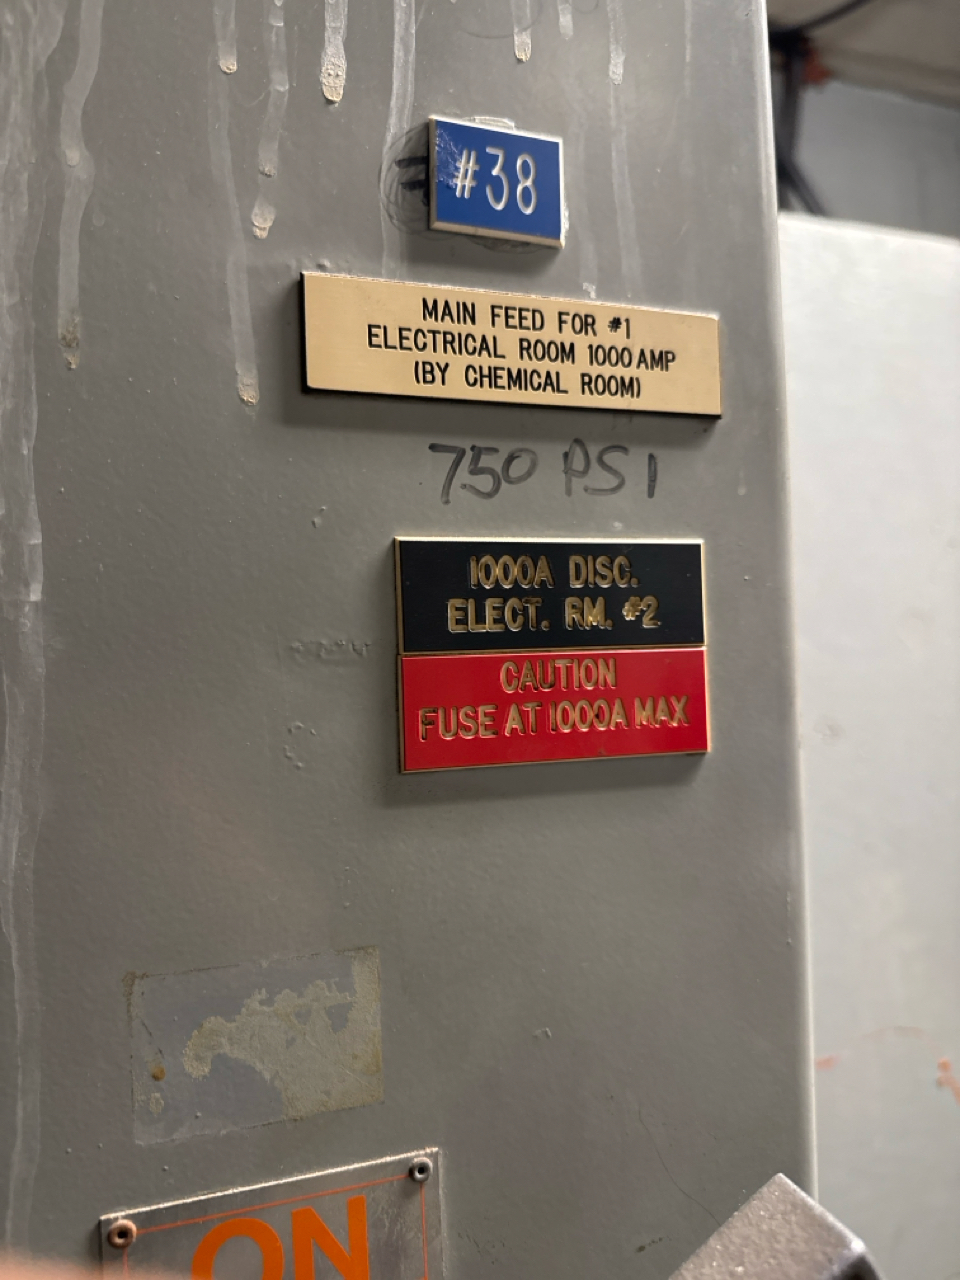 #38
MAIN FEED FOR #1
ELECTRICAL ROOM 1000 AMP
(BY CHEMICAL ROOM)
750 PSI
1000A DISC.
ELECT. RM. #2
CAUTION
FUSE AT 1000A MAX
ON